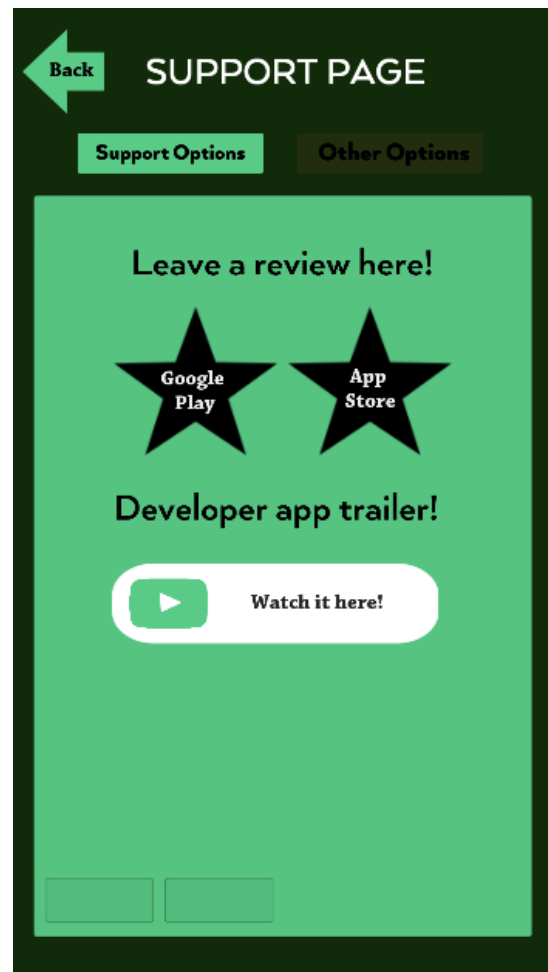 Back
SUPPORT PAGE
Support Options
Other Options
Leave a review here!
Google
Play
App
Store
Developer app trailer!
Watch it here!